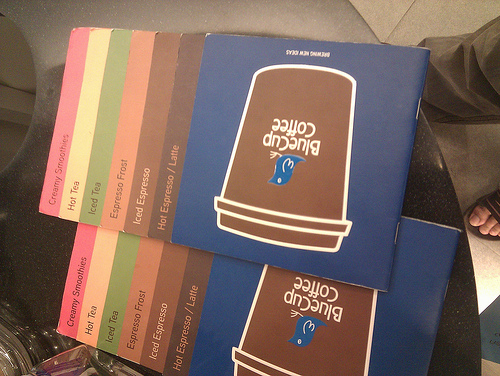 BREWING NEW IDEAS
BlueCup
Coffee
Creamy Smoothies
Hot Tea
Iced Tea
Espresso Frost
Iced Espresso
Hot Espresso / Latte
BlueCup
Coffee
Creamy Smoothies
Hot Tea
Iced Tea
Espresso Frost
Iced Espresso
Hot Espresso / Latte